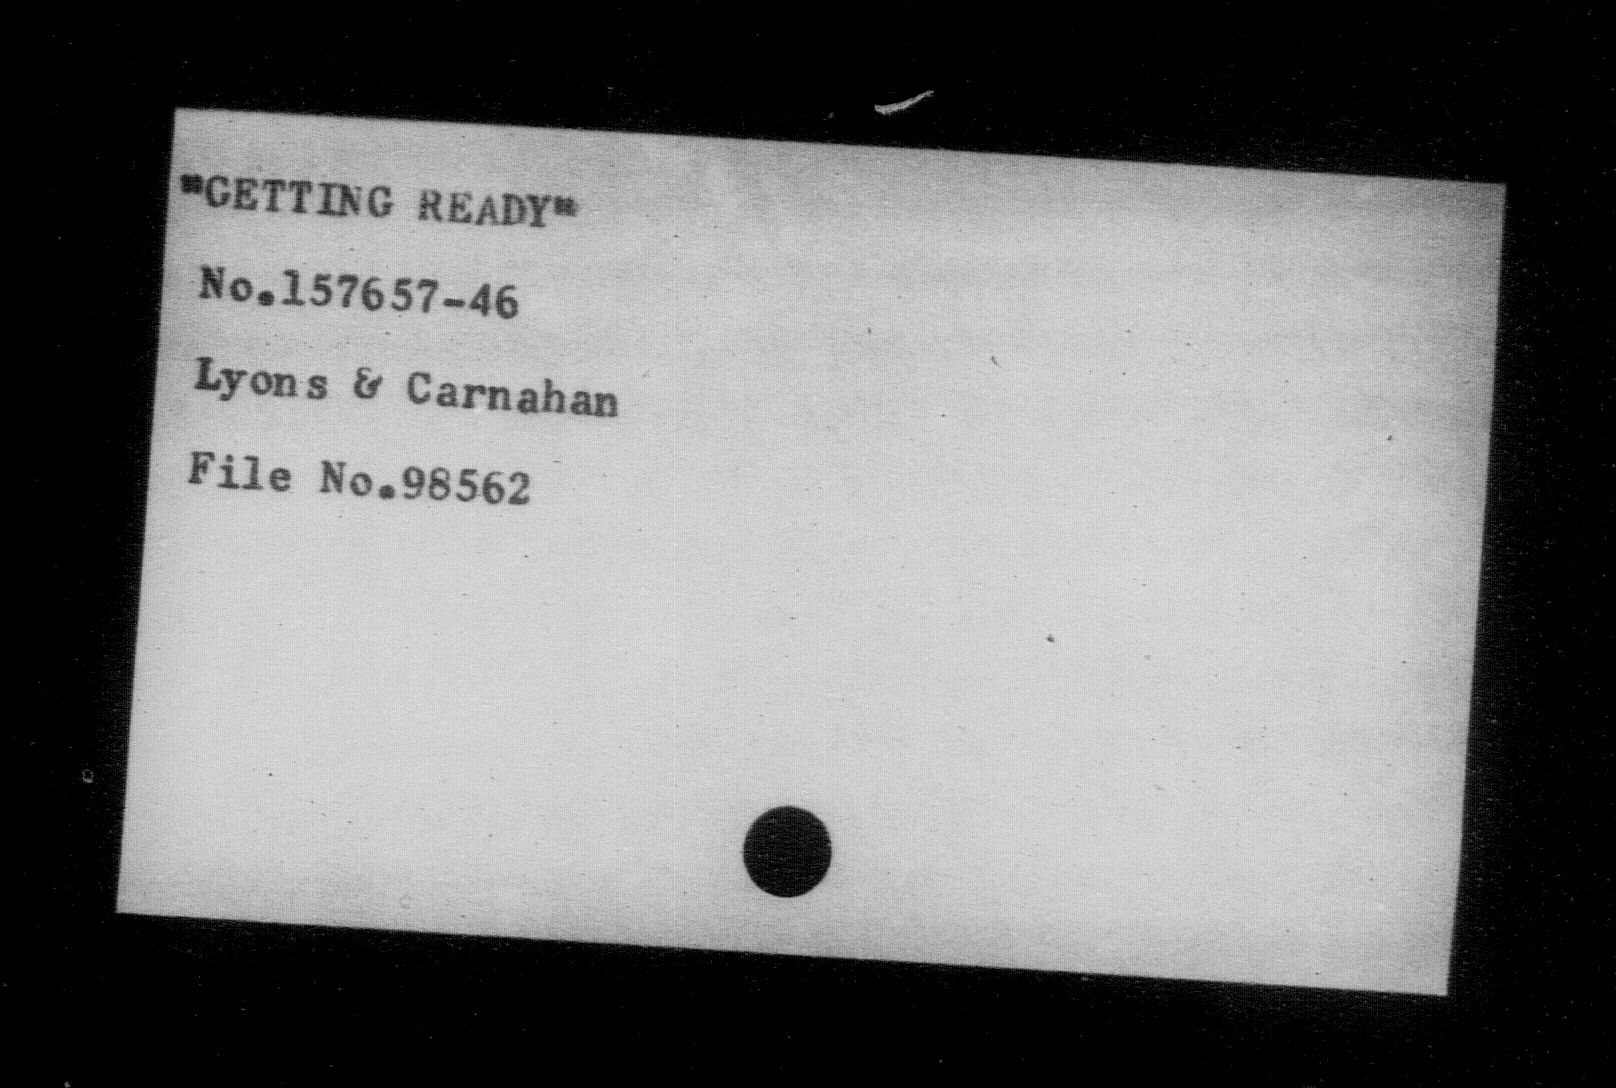 "GETTING READY"
No.157657-46
Lyons & Carnahan
File No.98562